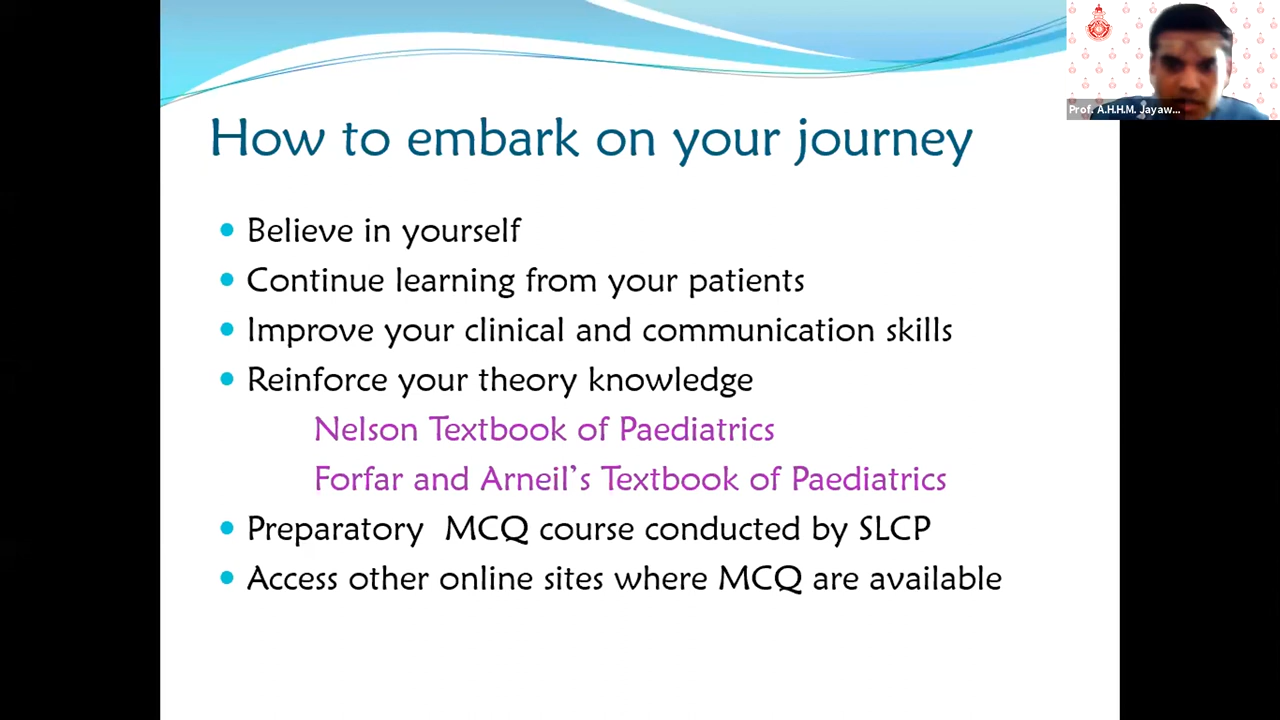 Prof. A.H.H.M. Jayaw...
How to embark on your journey
• Believe in yourself
• Continue learning from your patients
• Improve your clinical and communication skills
• Reinforce your theory knowledge
Nelson Textbook of Paediatrics
Forfar and Arneil's Textbook of Paediatrics
• Preparatory MCQ course conducted by SLCP
• Access other online sites where MCQ are available